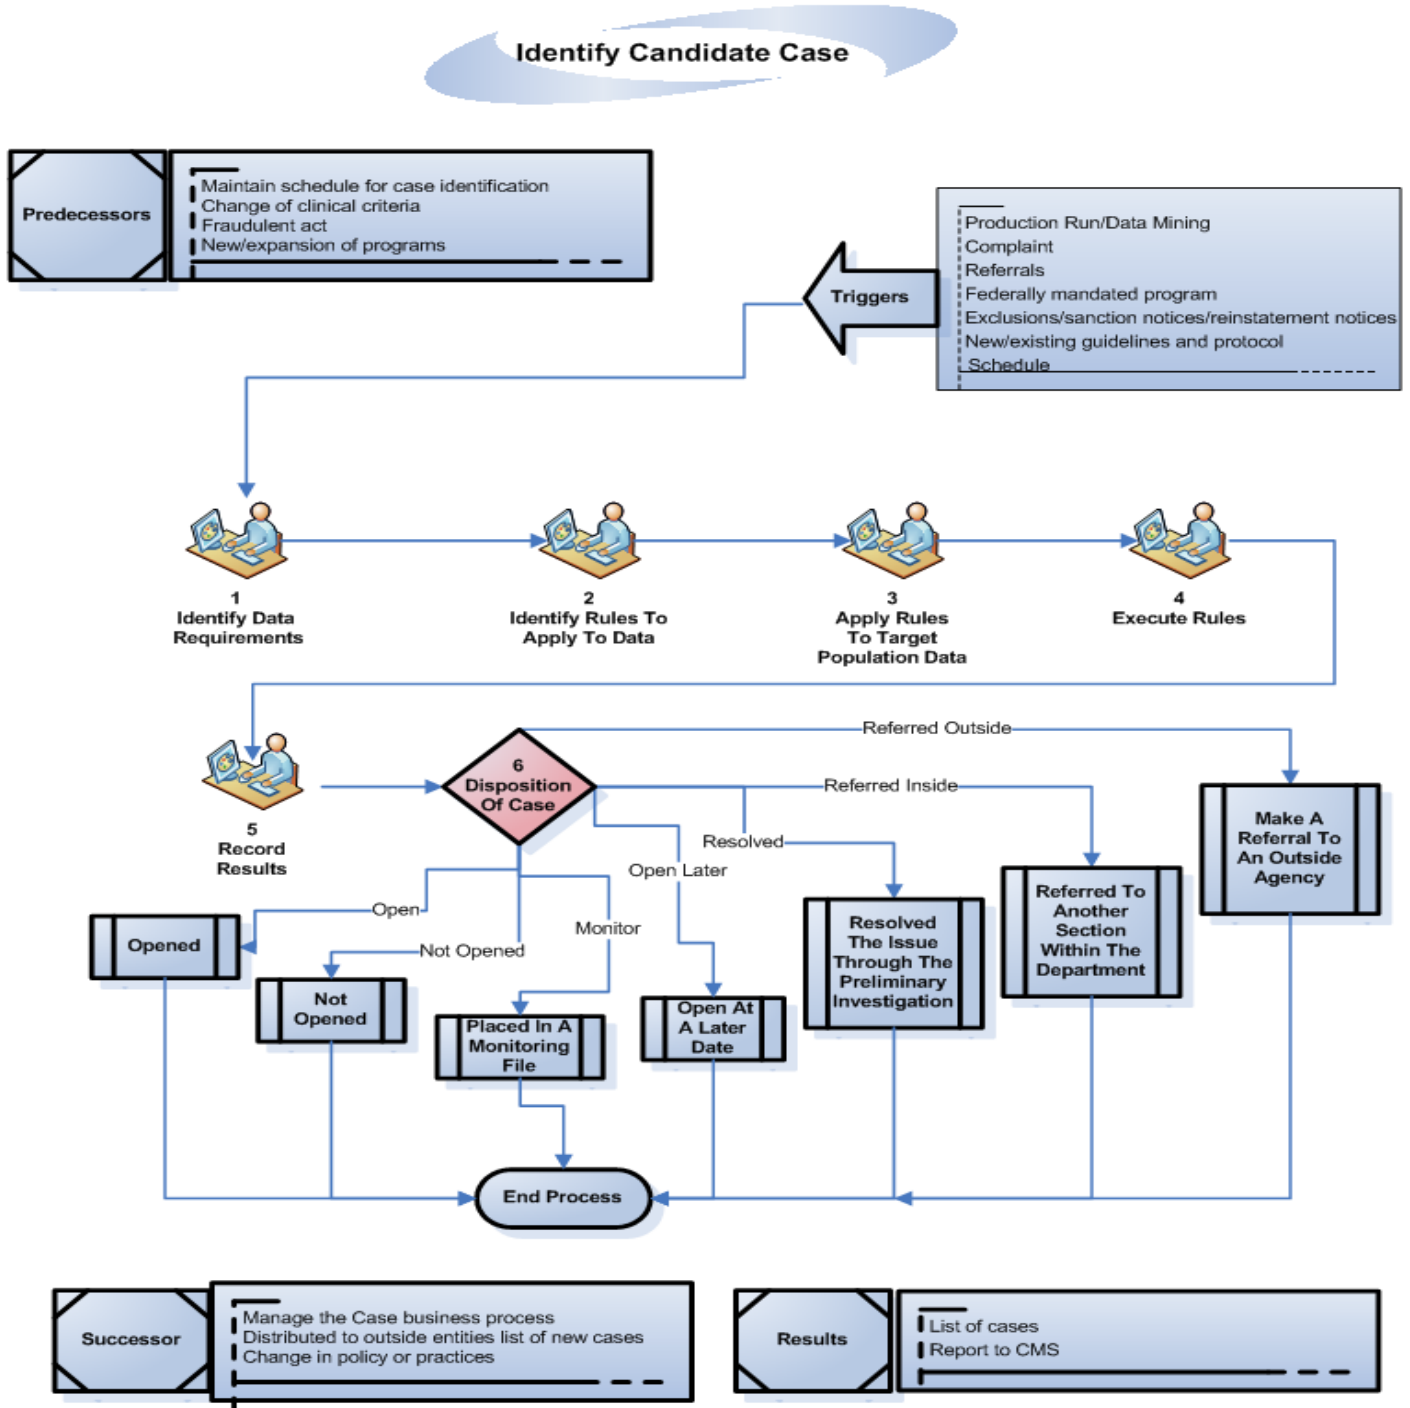 Identify Candidate Case
Predecessors
Maintain schedule for case identification
Change of clinical criteria
Fraudulent act
New/expansion of programs
Triggers
Production Run/Data Mining
Complaint
Referrals
Federally mandated program
Exclusions/sanction notices/reinstatement notices
New/existing guidelines and protocol
Schedule
1
Identify Data
Requirements
2
Identify Rules To
Apply To Data
3
Apply Rules
To Target
Population Data
4
Execute Rules
5
Record
Results
6
Disposition
Of Case
Referred Outside
Referred Inside
Resolved
Open Later
Open
Monitor
Not Opened
Make A
Referral To
An Outside
Agency
Referred To
Another
Section
Within The
Department
Resolved
The Issue
Through The
Preliminary
Investigation
Opened
Not
Opened
Placed In A
Monitoring
File
Open At
A Later
Date
End Process
Successor
Manage the Case business process
Distributed to outside entities list of new cases
Change in policy or practices
Results
List of cases
Report to CMS